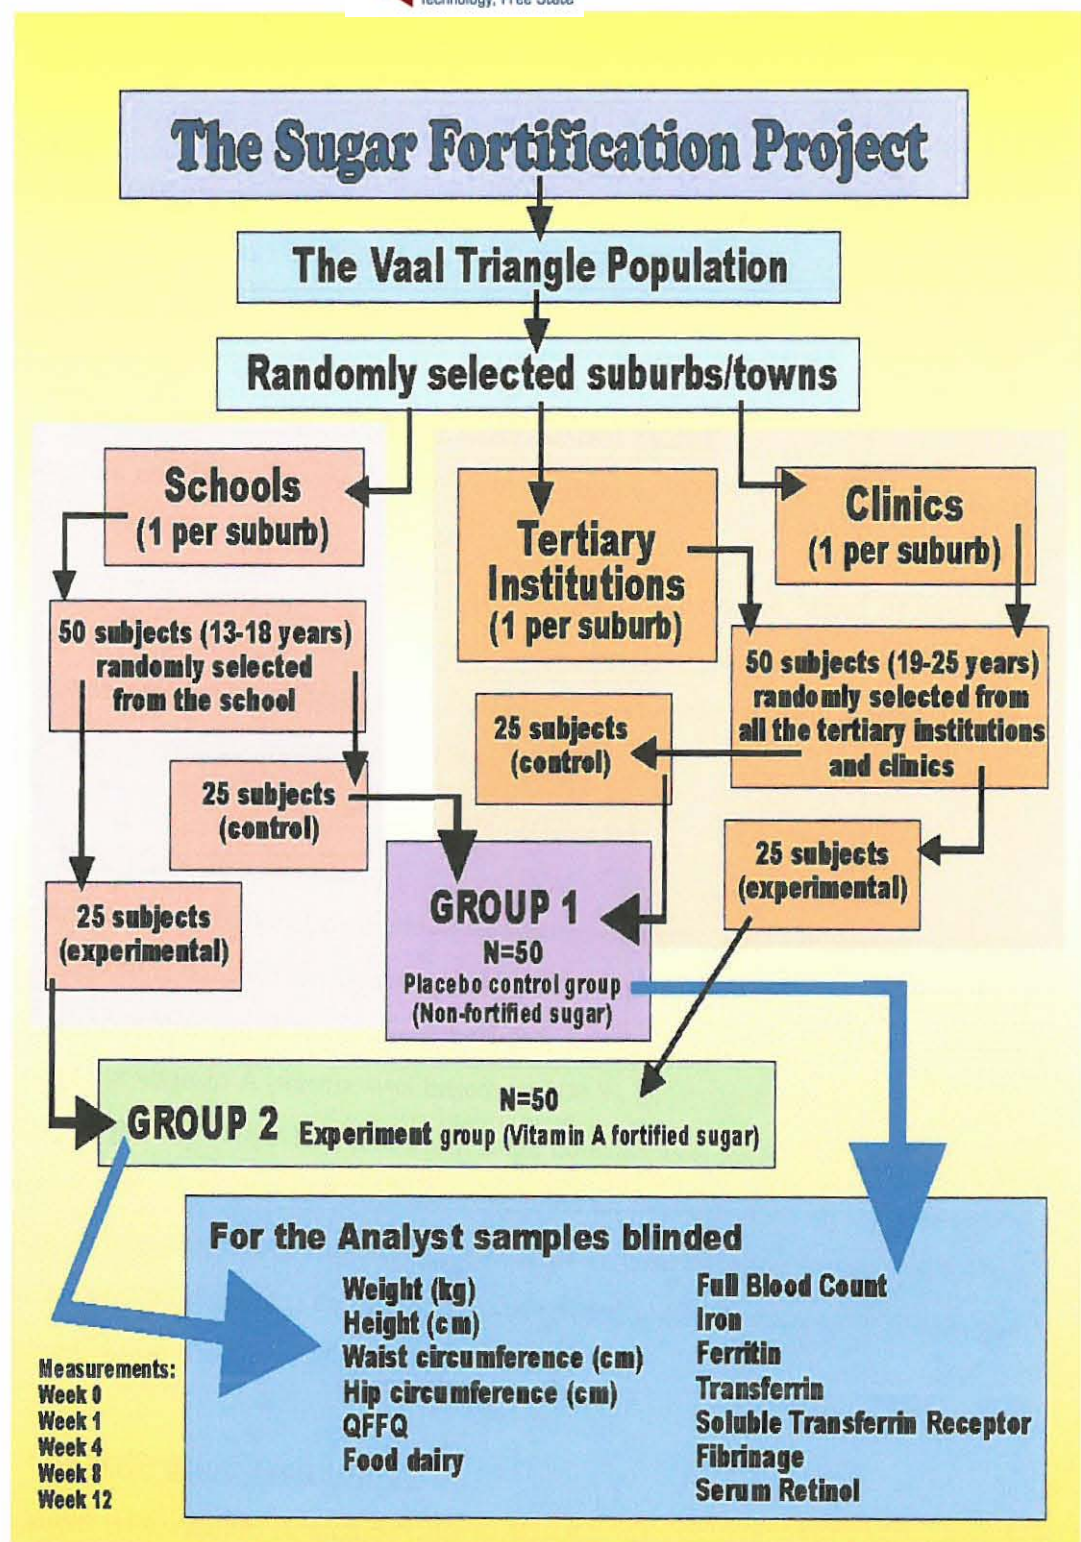 Technology, Free State
The Sugar Fortification Project
The Vaal Triangle Population
Randomly selected suburbs/towns
Schools
(1 per suburb)
Tertiary
Institutions
(1 per suburb)
Clinics
(1 per suburb)
50 subjects (13-18 years)
randomly selected
from the school
50 subjects (19-25 years)
randomly selected from
all the tertiary institutions
and clinics
25 subjects
(control)
25 subjects
(control)
25 subjects
(experimental)
25 subjects
(experimental)
GROUP 1
N=50
Placebo control group
(Non-fortified sugar)
N=50
GROUP 2 Experiment group (Vitamin A fortified sugar)
For the Analyst samples blinded
Weight (kg)
Height (cm)
Waist circumference (cm)
Hip circumference (cm)
QFFQ
Food dairy
Full Blood Count
Iron
Ferritin
Transferrin
Soluble Transferrin Receptor
Fibrinage
Serum Retinol
Measurements:
Week 0
Week 1
Week 4
Week 8
Week 12